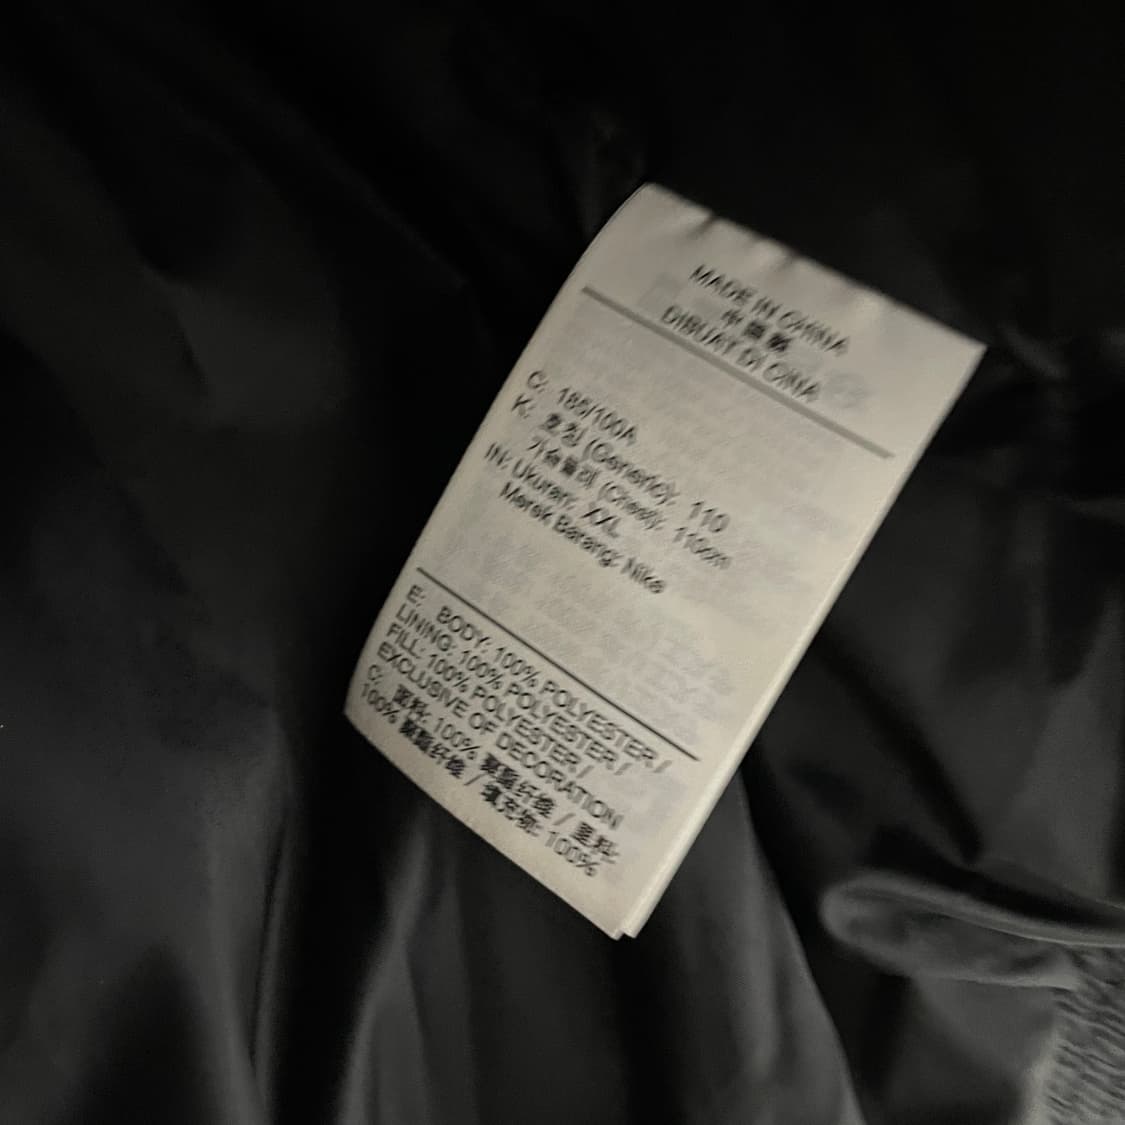 MADE IN CHINA
中国制
DIBUAT DI CINA
C: 185/100A
K: 호칭 (Generic): 110
가슴둘레 (Chest): 110cm
IN: Ukuran: XXL
Merek Barang: Nike
E: BODY: 100% POLYESTER /
LINING: 100% POLYESTER /
FILL: 100% POLYESTER /
EXCLUSIVE OF DECORATION
C: 面料: 100% 聚酯纤维 / 里料:
100% 聚酯纤维 / 填充物: 100%